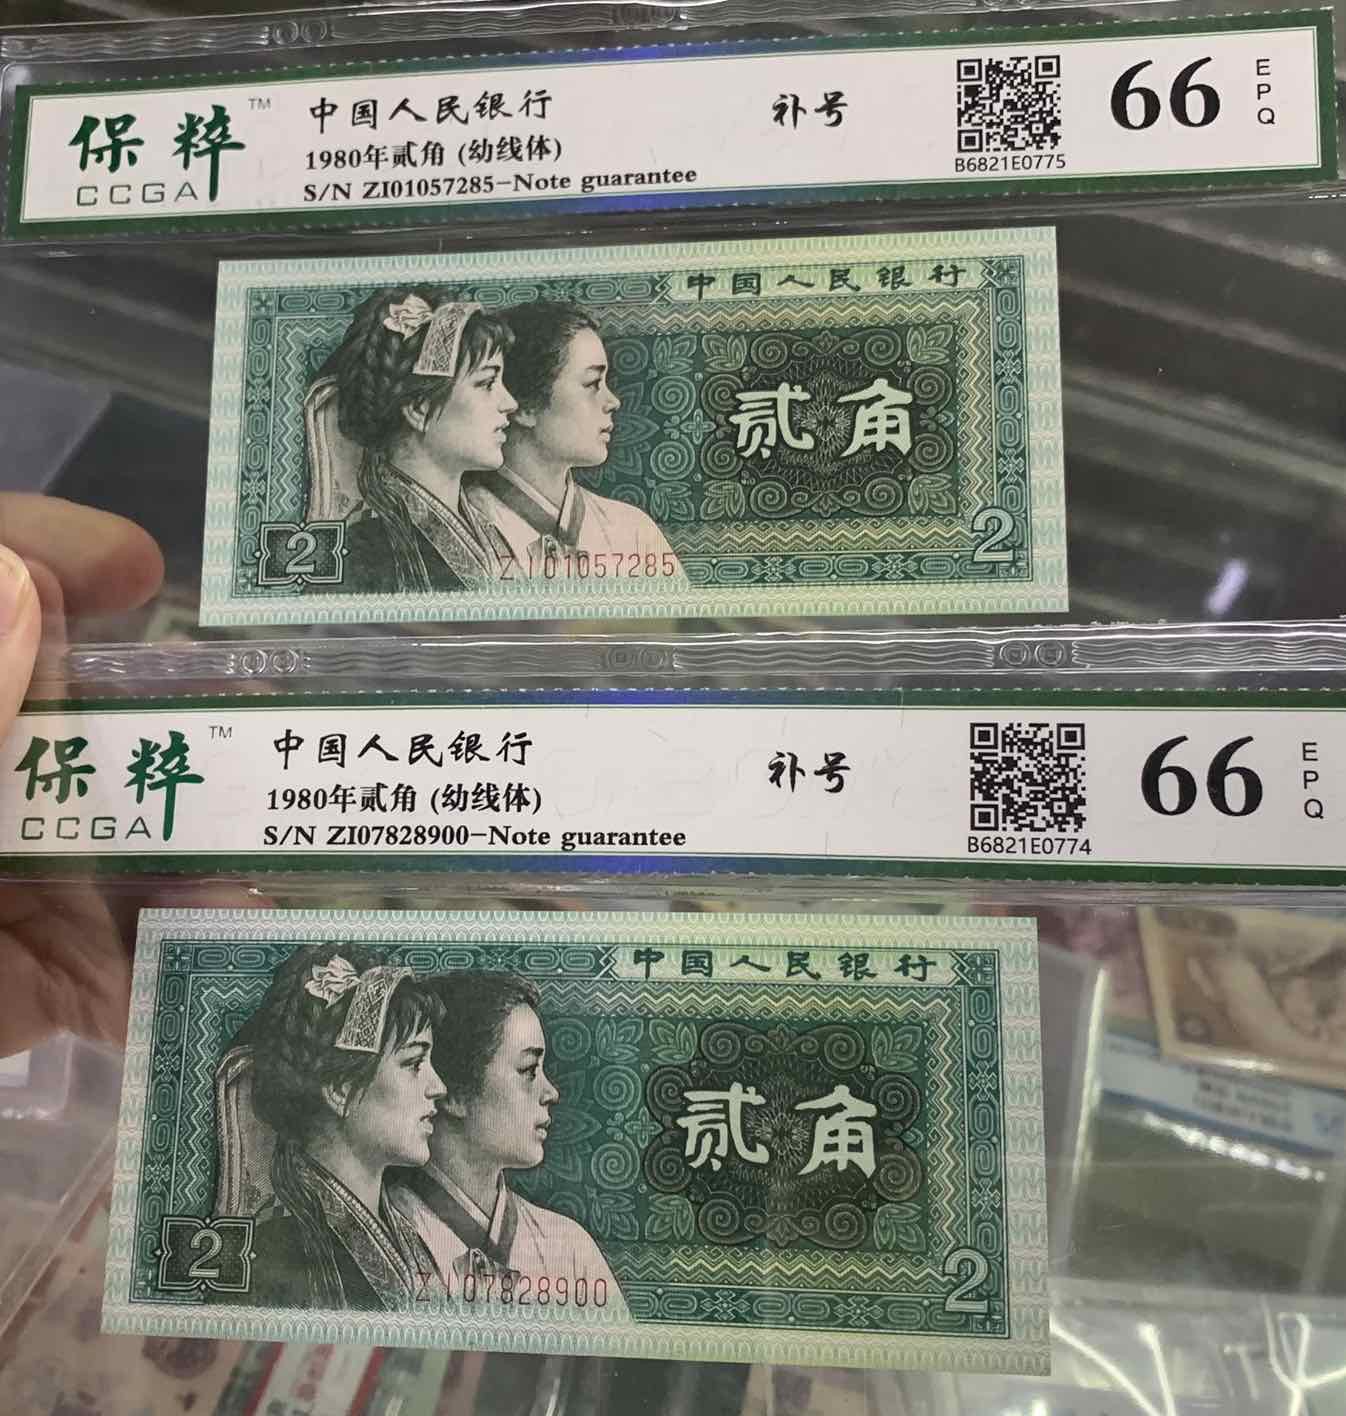 保粹™
CCGA
中国人民银行
1980年贰角 (幼线体)
S/N ZI01057285-Note guarantee
补号
B6821E0775
66
EPQ
中国人民银行
贰角
2
2
ZI01057285
保粹™
CCGA
中国人民银行
1980年贰角 (幼线体)
S/N ZI07828900-Note guarantee
补号
B6821E0774
66
EPQ
中国人民银行
贰角
2
2
ZI07828900